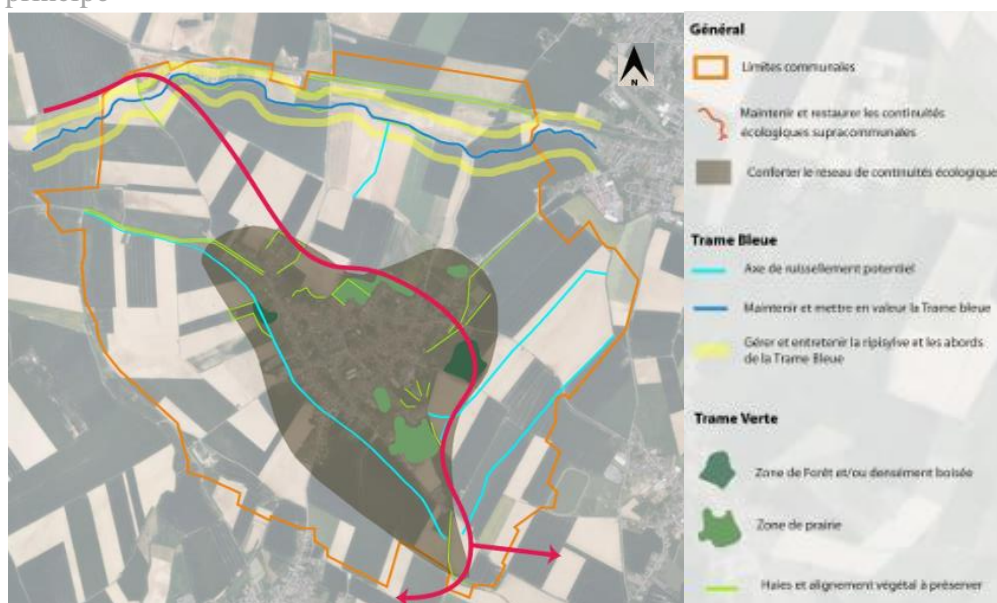 principe
N
Général
Limites communales
Maintenir et restaurer les continuités
écologiques supracommunales
Conforter le réseau de continuités écologique
Trame Bleue
Axe de ruissellement potentiel
Maintenir et mettre en valeur la Trame bleue
Gérer et entretenir la ripisylve et les abords
de la Trame Bleue
Trame Verte
Zone de Forêt et/ou densément boisée
Zone de prairie
Haies et alignement végétal à préserver